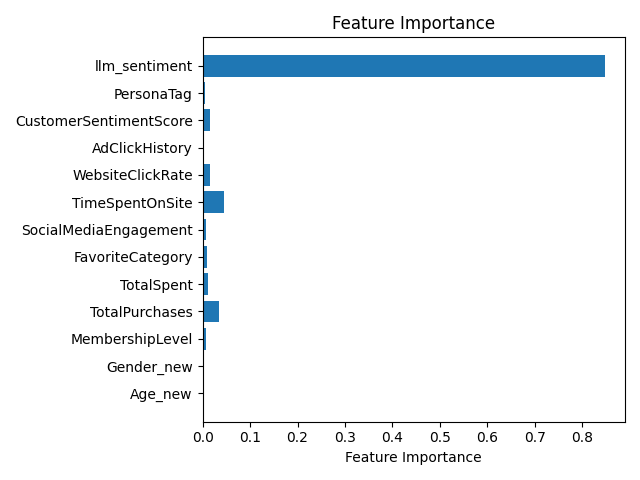 Feature Importance
llm_sentiment
PersonaTag
CustomerSentimentScore
AdClickHistory
WebsiteClickRate
TimeSpentOnSite
SocialMediaEngagement
FavoriteCategory
TotalSpent
TotalPurchases
MembershipLevel
Gender_new
Age_new
0.0 0.1 0.2 0.3 0.4 0.5 0.6 0.7 0.8
Feature Importance